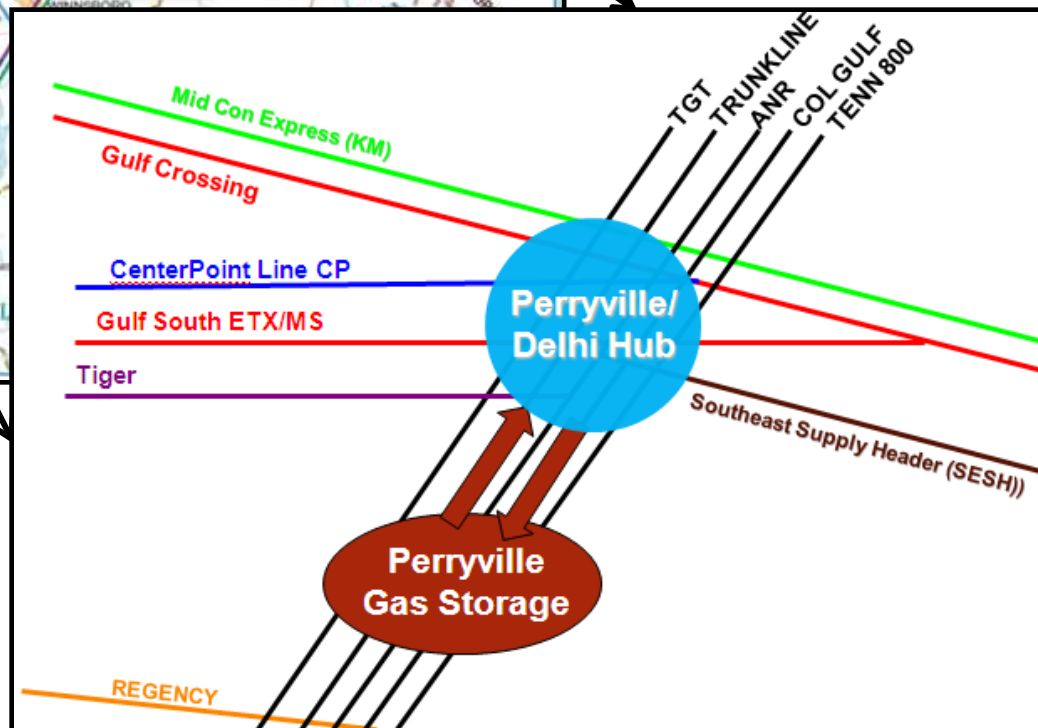 WINNSBORO
TGT
TRUNKLINE
ANR
COL GULF
TENN 800
Mid Con Express (KM)
Gulf Crossing
CenterPoint Line CP
Gulf South ETX/MS
Tiger
Perryville/
Delhi Hub
Southeast Supply Header (SESH))
Perryville
Gas Storage
REGENCY